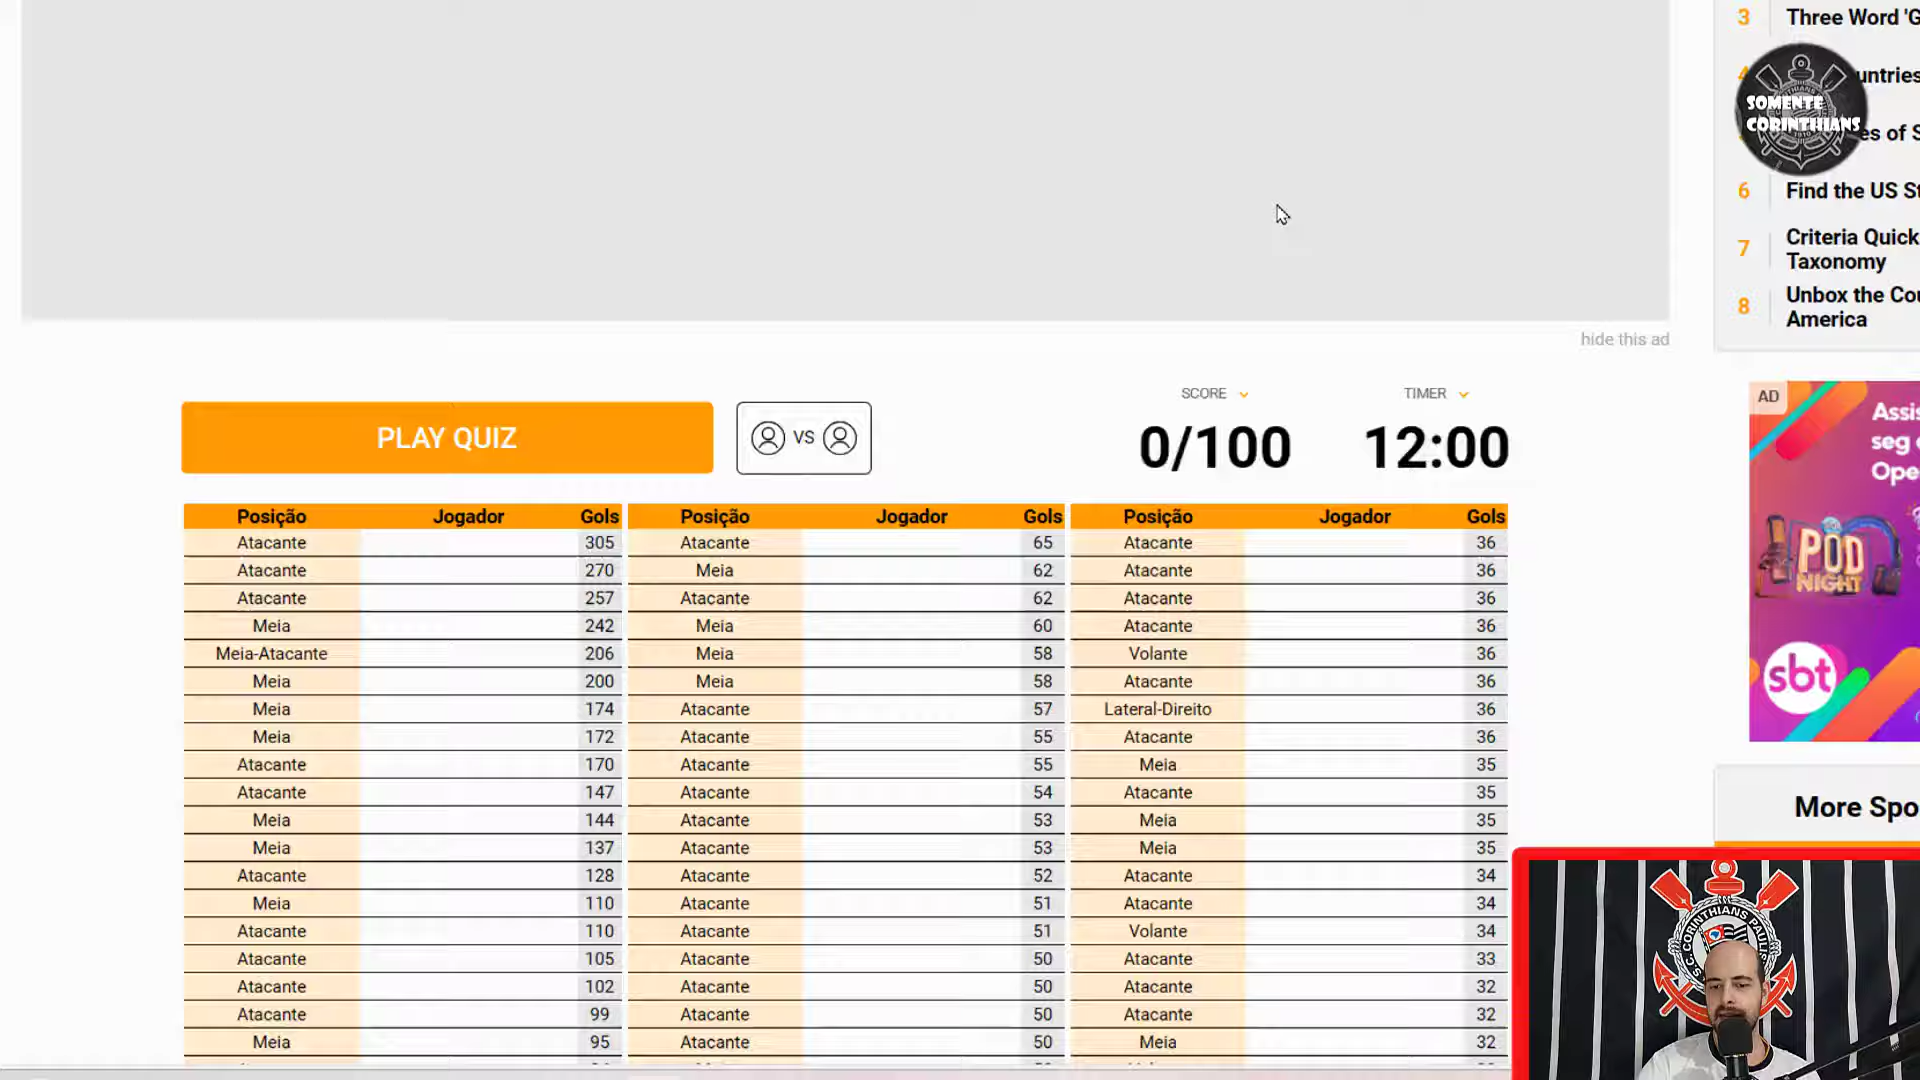 3 Three Word 'G
SOMENTE
CORINTHIANS
untries
es of S
6 Find the US St
7 Criteria Quick
Taxonomy
8 Unbox the Cou
America
hide this ad
PLAY QUIZ
VS
SCORE
0/100
TIMER
12:00
AD
Assis
seg e
Ope
POD
NIGHT
sbt
Posição Jogador Gols Posição Jogador Gols Posição Jogador Gols
Atacante 305 Atacante 65 Atacante 36
Atacante 270 Meia 62 Atacante 36
Atacante 257 Atacante 62 Atacante 36
Meia 242 Meia 60 Atacante 36
Meia-Atacante 206 Meia 58 Volante 36
Meia 200 Meia 58 Atacante 36
Meia 174 Atacante 57 Lateral-Direito 36
Meia 172 Atacante 55 Atacante 36
Atacante 170 Atacante 55 Meia 35
Atacante 147 Atacante 54 Atacante 35
Meia 144 Atacante 53 Meia 35
Meia 137 Atacante 53 Meia 35
Atacante 128 Atacante 52 Atacante 34
Meia 110 Atacante 51 Atacante 34
Atacante 110 Atacante 51 Volante 34
Atacante 105 Atacante 50 Atacante 33
Atacante 102 Atacante 50 Atacante 32
Atacante 99 Atacante 50 Atacante 32
Meia 95 Atacante 50 Meia 32
More Spo
S.C. CORINTHIANS PAULIS